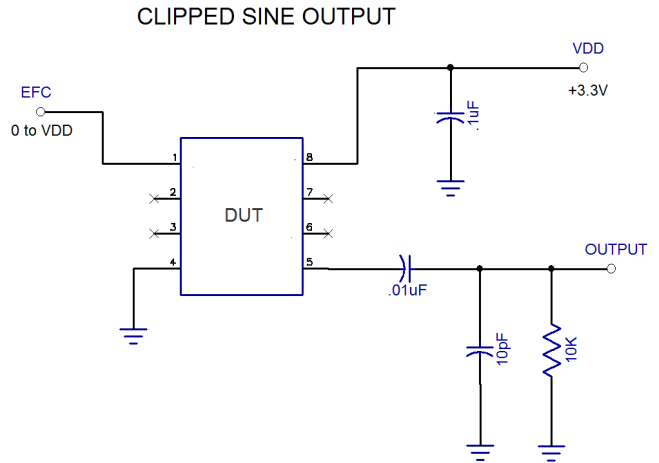 CLIPPED SINE OUTPUT
VDD
+3.3V
EFC
0 to VDD
.1uF
1
8
2
7
DUT
3
6
4
5
.01uF
OUTPUT
10pF
10K